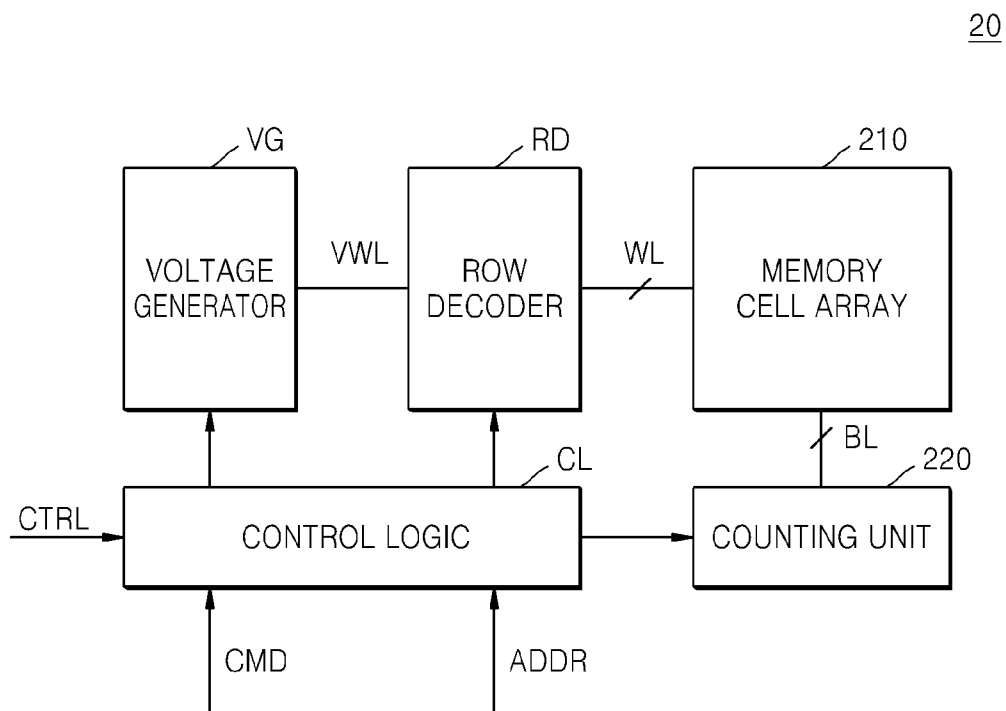 20
VG
RD
210
VOLTAGE
GENERATOR
VWL
ROW
DECODER
WL
MEMORY
CELL ARRAY
BL
CL
220
CTRL
CONTROL LOGIC
COUNTING UNIT
CMD
ADDR